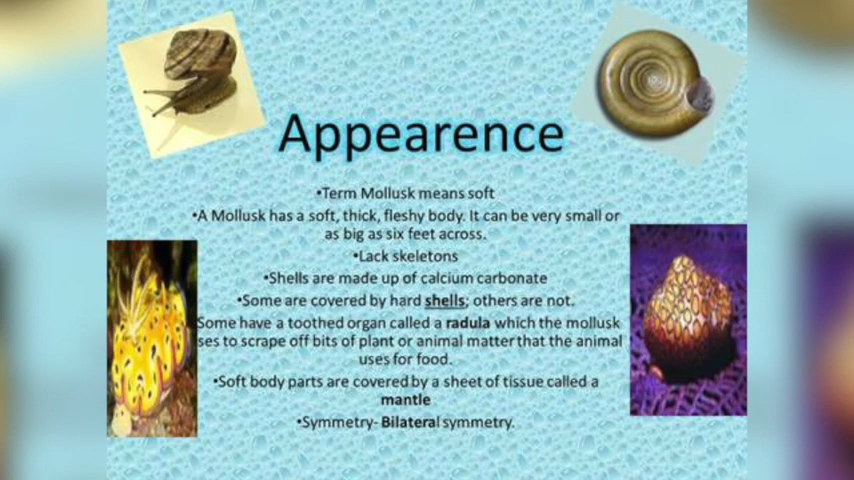 Appearence
•Term Mollusk means soft
•A Mollusk has a soft, thick, fleshy body. It can be very small or
as big as six feet across.
•Lack skeletons
•Shells are made up of calcium carbonate
•Some are covered by hard shells; others are not.
Some have a toothed organ called a radula which the mollusk
ses to scrape off bits of plant or animal matter that the animal
uses for food.
•Soft body parts are covered by a sheet of tissue called a
mantle
•Symmetry- Bilateral symmetry.